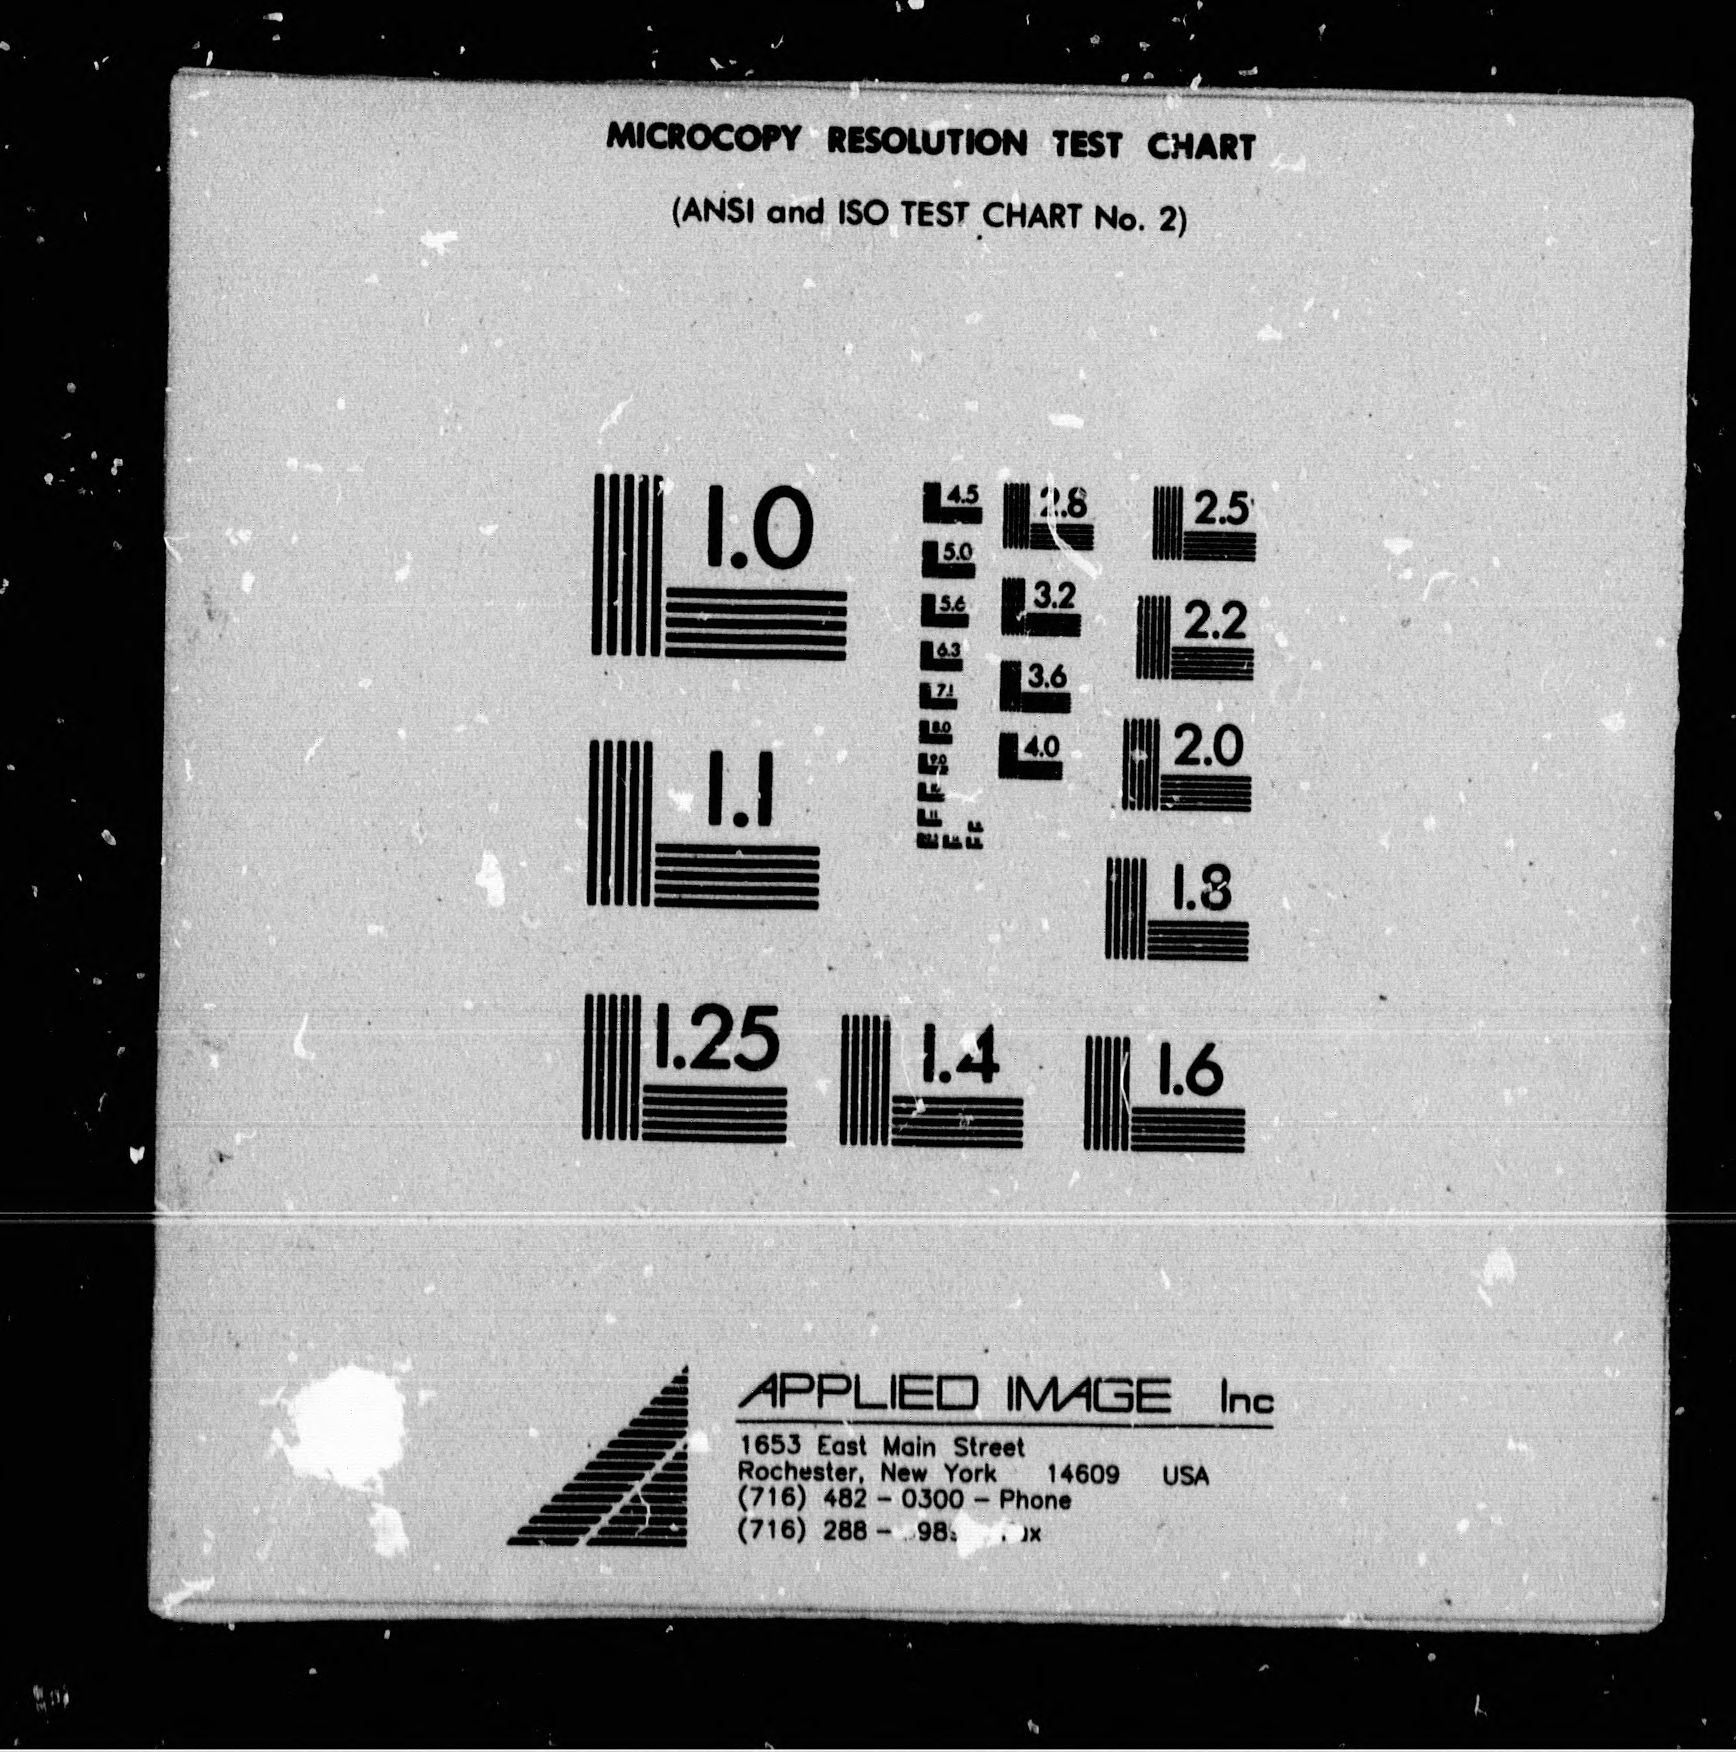 MICROCOPY RESOLUTION TEST CHART
(ANSI and ISO TEST CHART No. 2)
1.0
1.1
1.25
1.4
1.6
1.8
2.0
2.2
2.5
2.8
3.2
3.6
4.0
4.5
5.0
5.6
6.3
7.1
8.0
9.0
APPLIED IMAGE Inc
1653 East Main Street
Rochester, New York 14609 USA
(716) 482 - 0300 - Phone
(716) 288 -